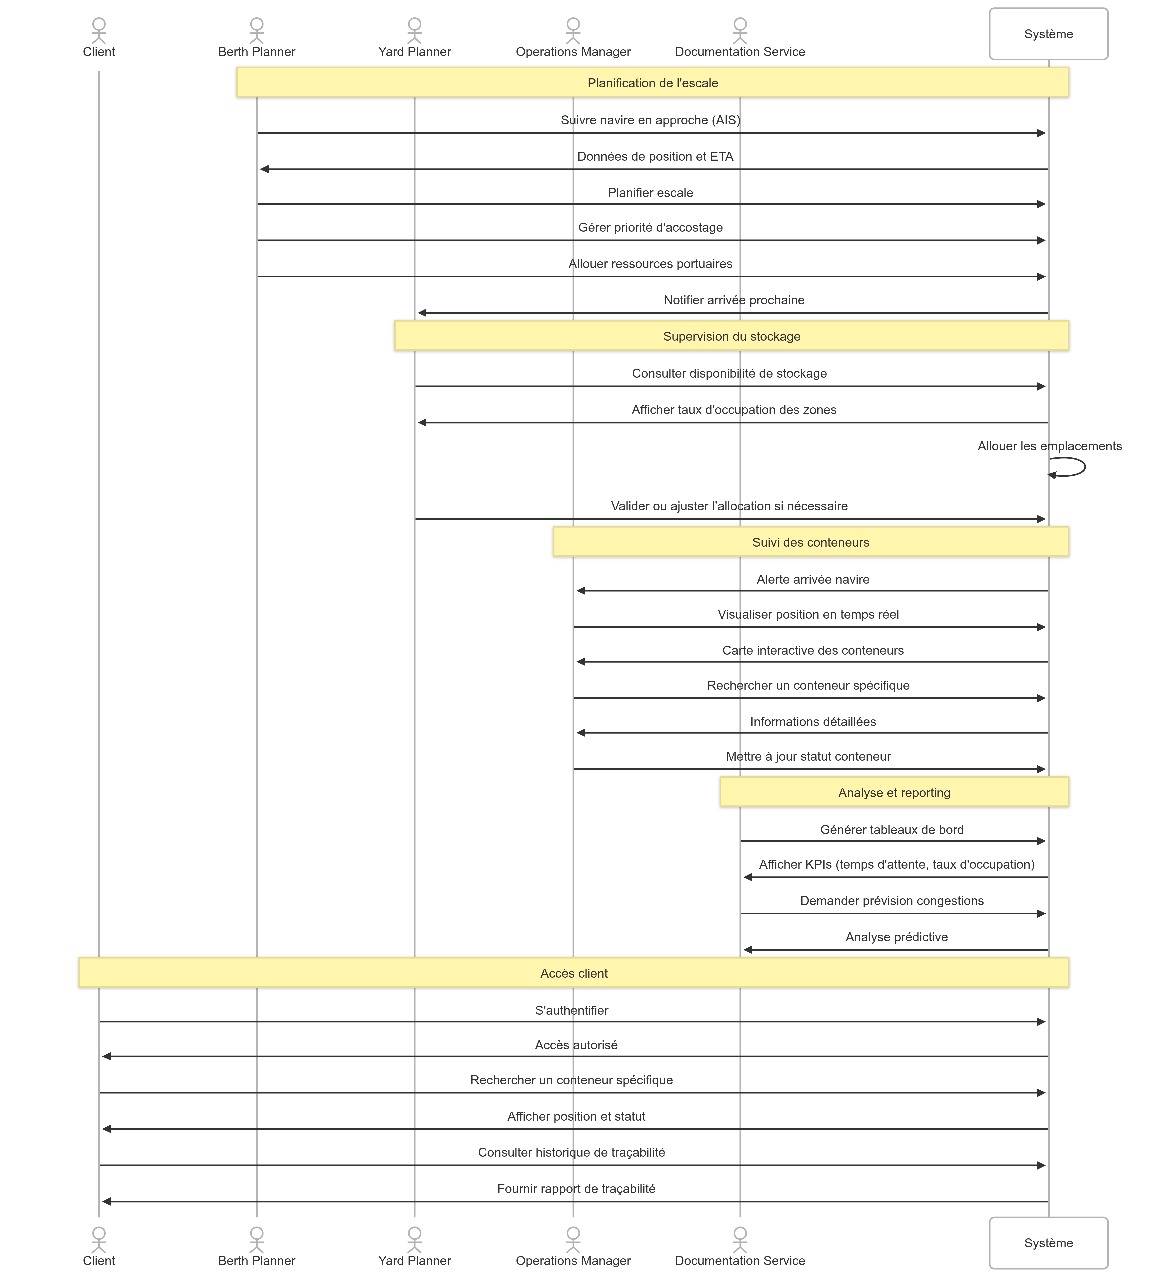 Client
Berth Planner
Yard Planner
Operations Manager
Documentation Service
Système
Planification de l'escale
Suivre navire en approche (AIS)
Données de position et ETA
Planifier escale
Gérer priorité d'accostage
Allouer ressources portuaires
Notifier arrivée prochaine
Supervision du stockage
Consulter disponibilité de stockage
Afficher taux d'occupation des zones
Allouer les emplacements
Valider ou ajuster l'allocation si nécessaire
Suivi des conteneurs
Alerte arrivée navire
Visualiser position en temps réel
Carte interactive des conteneurs
Rechercher un conteneur spécifique
Informations détaillées
Mettre à jour statut conteneur
Analyse et reporting
Générer tableaux de bord
Afficher KPIs (temps d'attente, taux d'occupation)
Demander prévision congestions
Analyse prédictive
Accès client
S'authentifier
Accès autorisé
Rechercher un conteneur spécifique
Afficher position et statut
Consulter historique de traçabilité
Fournir rapport de traçabilité
Client
Berth Planner
Yard Planner
Operations Manager
Documentation Service
Système